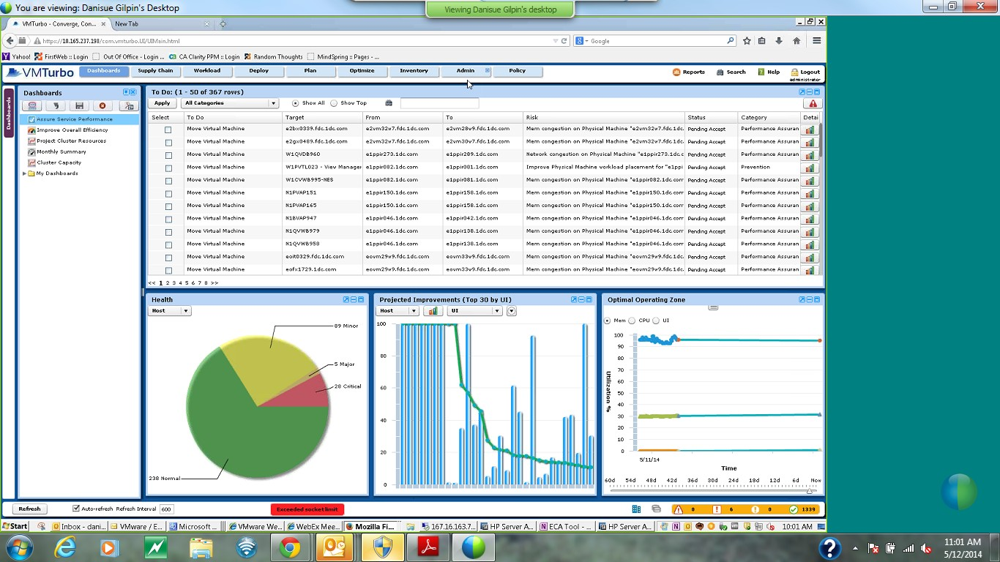 You are viewing: Danisue Gilpin's Desktop
Viewing Danisue Gilpin's desktop
VMTurbo - Converge, Con...
New Tab
https://10.165.237.198/com.vmturbo.UI/UIMain.html
Google
Yahoo! FirstWeb :: Login Out Of Office - Login ... CA Clarity PPM :: Login Random Thoughts MindSpring :: Pages - ...
VMTURBO Dashboards Supply Chain Workload Deploy Plan Optimize Inventory Admin Policy Reports Search Help Logout
administrator
Dashboards
Dashboards
Assure Service Performance
Improve Overall Efficiency
Project Cluster Resources
Monthly Summary
Cluster Capacity
My Dashboards
To Do: (1 - 50 of 367 rows)
Apply All Categories Show All Show Top
Select To Do Target From To Risk Status Category Detai
Move Virtual Machine e2bx0339.fdc.1dc.com e2vm32v7.fdc.1dc.com e2vm28v9.fdc.1dc.com Mem congestion on Physical Machine "e2vm32v7.fdc. Pending Accept Performance Assuran
Move Virtual Machine e2gx0489.fdc.1dc.com e2vm32v7.fdc.1dc.com e2vm30v7.fdc.1dc.com Mem congestion on Physical Machine "e2vm32v7.fdc. Pending Accept Performance Assuran
Move Virtual Machine W1QVDB960 e1ppir273.1dc.com e1ppir289.1dc.com Network congestion on Physical Machine "e1ppir273.1dc.c Pending Accept Performance Assuran
Move Virtual Machine W1PVTL023 - View Manager e1ppir082.1dc.com e1ppir081.1dc.com Improve Physical Machine workload placement for "e1ppi Pending Accept Prevention
Move Virtual Machine W1CVWB995-NES e1ppir082.1dc.com e1ppir081.1dc.com Mem congestion on Physical Machine "e1ppir082.1dc.com Pending Accept Performance Assuran
Move Virtual Machine N1PVAP151 e1ppir150.1dc.com e1ppir158.1dc.com Mem congestion on Physical Machine "e1ppir150.1dc.com Pending Accept Performance Assuran
Move Virtual Machine N1PVAP165 e1ppir150.1dc.com e1ppir158.1dc.com Mem congestion on Physical Machine "e1ppir150.1dc.com Pending Accept Performance Assuran
Move Virtual Machine N1BVAP947 e1ppir046.1dc.com e1ppir042.1dc.com Mem congestion on Physical Machine "e1ppir046.1dc.com Pending Accept Performance Assuran
Move Virtual Machine N1QVWB979 e1ppir046.1dc.com e1ppir138.1dc.com Mem congestion on Physical Machine "e1ppir046.1dc.com Pending Accept Performance Assuran
Move Virtual Machine N1QVWB958 e1ppir046.1dc.com e1ppir138.1dc.com Mem congestion on Physical Machine "e1ppir046.1dc.com Pending Accept Performance Assuran
Move Virtual Machine eoit0329.fdc.1dc.com eovm29v9.fdc.1dc.com eovm33v9.fdc.1dc.com Mem congestion on Physical Machine "eovm29v9.fdc.1dc. Pending Accept Performance Assuran
Move Virtual Machine eofx1729.1dc.com eovm29v9.fdc.1dc.com eovm33v9.fdc.1dc.com Mem congestion on Physical Machine "eovm29v9.fdc.1dc. Pending Accept Performance Assuran
<< 1 2 3 4 5 6 7 8 >>
Health
Host
89 Minor
5 Major
28 Critical
238 Normal
Projected Improvements (Top 30 by UI)
Host UI
100
80
60
40
20
0
Optimal Operating Zone
Mem CPU UI
100
90
80
70
60
50
40
30
20
10
0
Utilization %
5/11/14
Time
60d 54d 48d 42d 36d 30d 24d 18d 12d 6d Now
Refresh Auto-refresh Refresh Interval 600 Exceeded socket limit 0 6 0 1339
Start Inbox - dani... VMware / E... Microsoft ... VMware We... WebEx Mee... Mozilla Fi... 167.16.163.7... HP Server A... ECA Tool - ... HP Server A... 10:01 AM
11:01 AM
5/12/2014